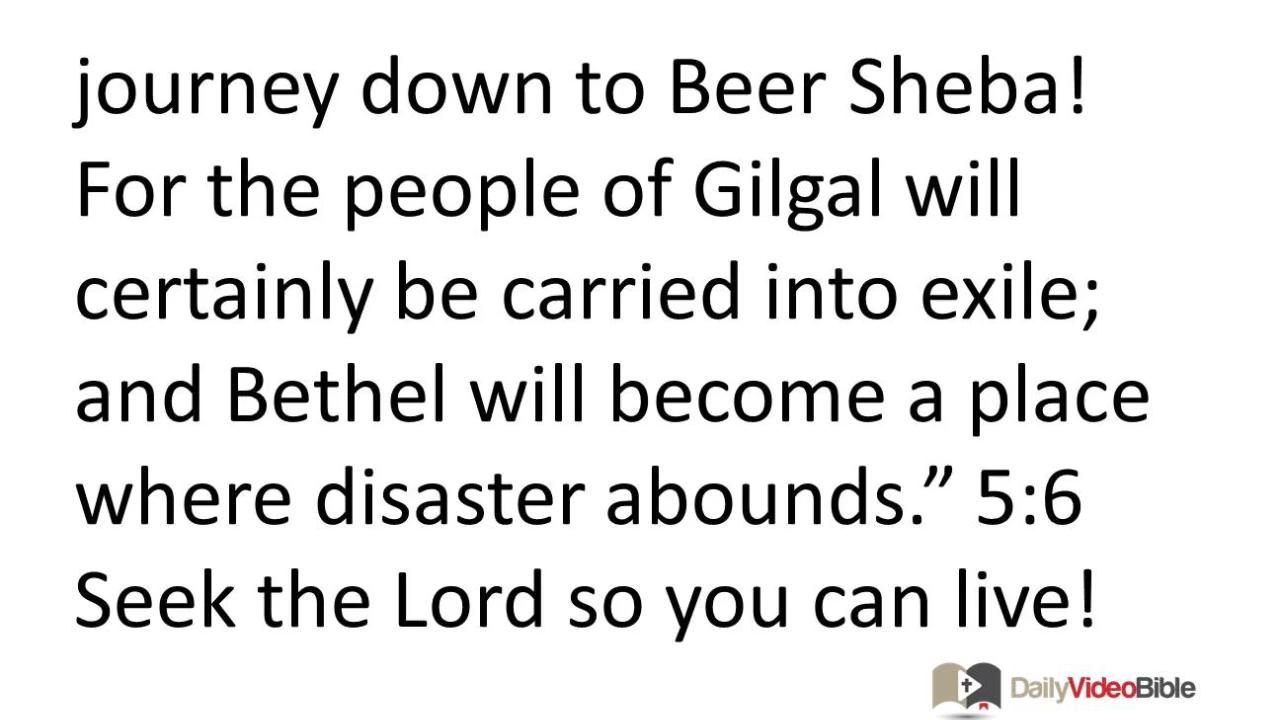 journey down to Beer Sheba!
For the people of Gilgal will
certainly be carried into exile;
and Bethel will become a place
where disaster abounds.” 5:6
Seek the Lord so you can live!
DailyVideoBible